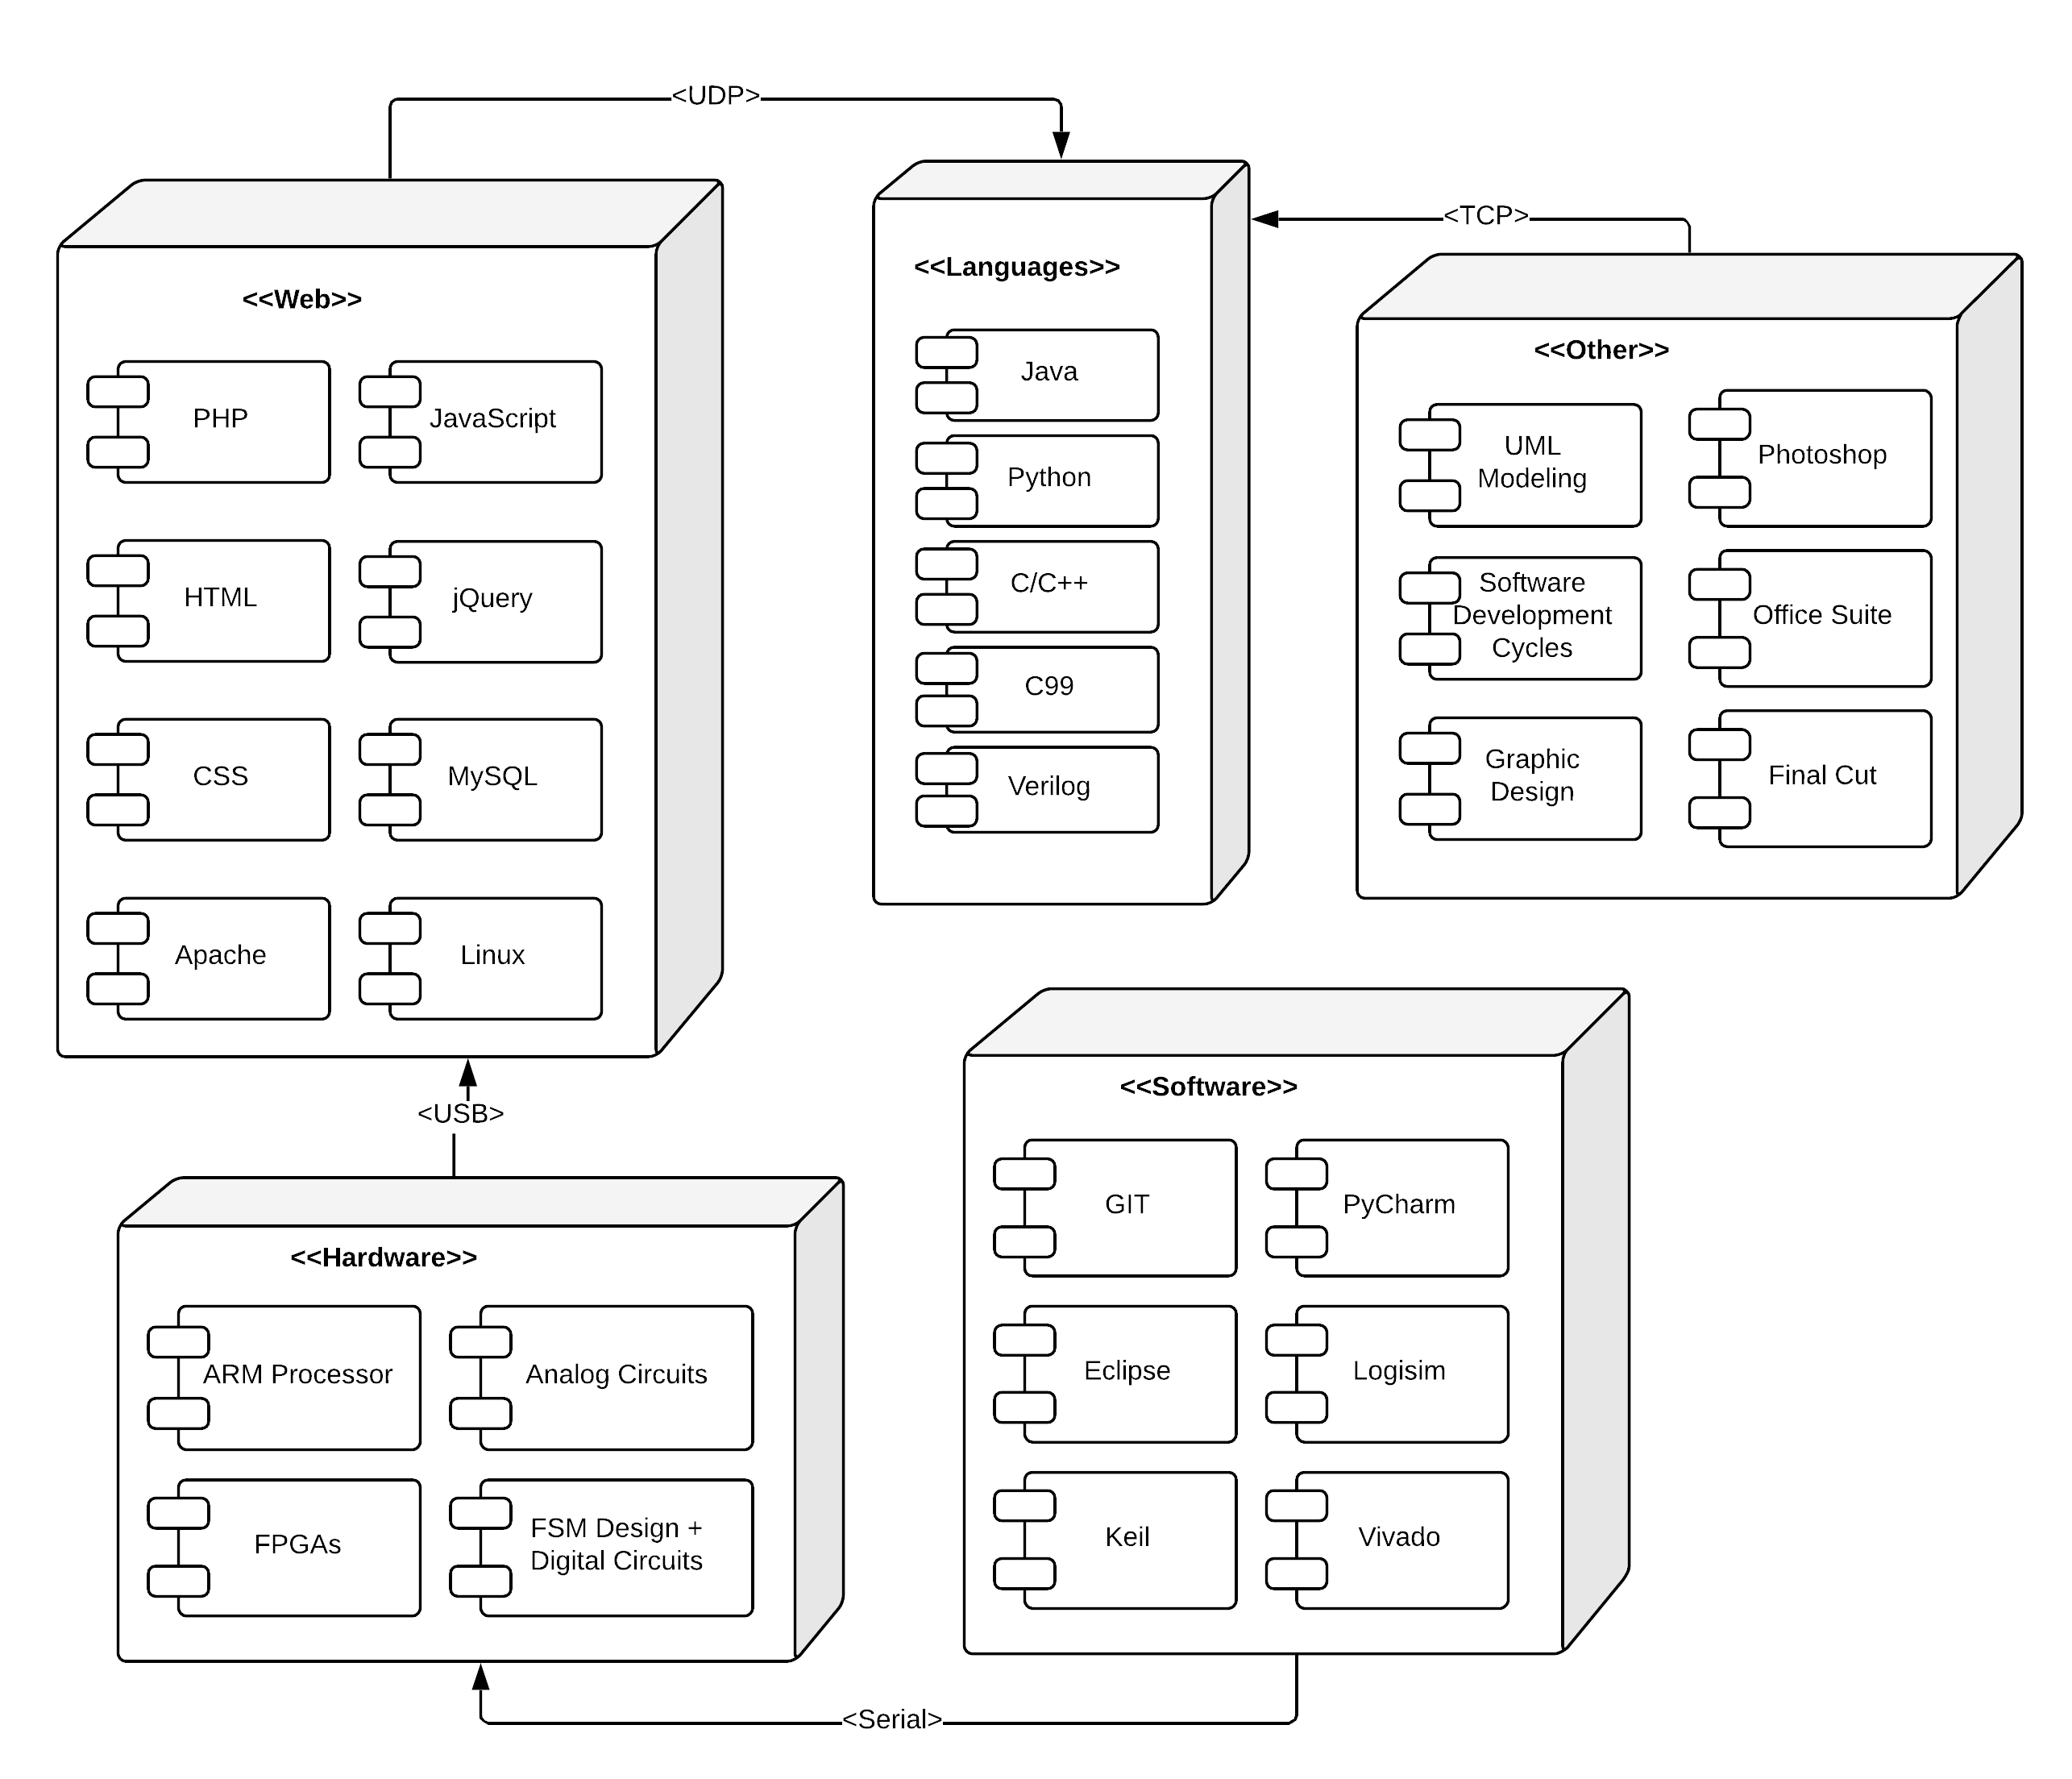 <UDP>
<TCP>
<<Web>>
PHP
JavaScript
HTML
jQuery
CSS
MySQL
Apache
Linux
<<Languages>>
Java
Python
C/C++
C99
Verilog
<<Other>>
UML
Modeling
Photoshop
Software
Development
Cycles
Office Suite
Graphic
Design
Final Cut
<USB>
<<Hardware>>
ARM Processor
Analog Circuits
FPGAs
FSM Design +
Digital Circuits
<<Software>>
GIT
PyCharm
Eclipse
Logisim
Keil
Vivado
<Serial>